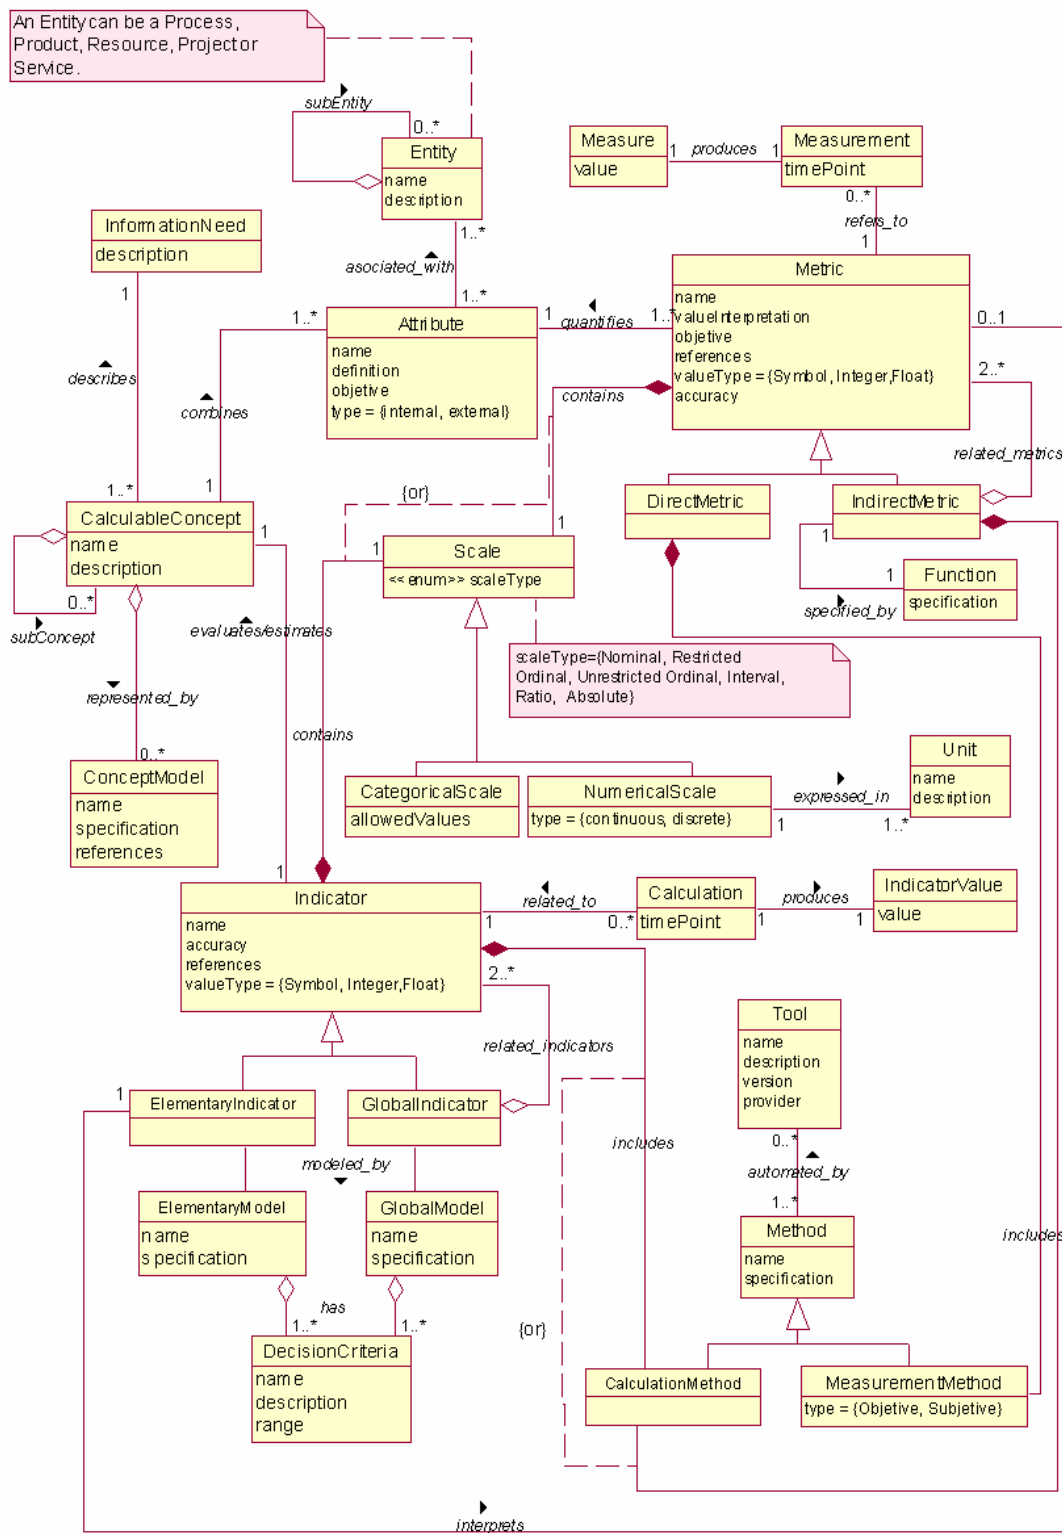 An Entity can be a Process,
Product, Resource, Project or
Service.
subEntity
0..*
Entity
name
description
Measure
value
1
produces
1
Measurement
timePoint
0..*
refers_to
1
InformationNeed
description
1
1..*
asociated_with
1..*
Metric
name
valueInterpretation
objetive
references
valueType = {Symbol, Integer,Float}
accuracy
0..1
2..*
1..*
Attribute
name
definition
objetive
type = {internal, external}
1
quantifies
1..*
describes
combines
contains
related_metrics
1..*
1
{or}
DirectMetric
IndirectMetric
CalculableConcept
name
description
1
1
Scale
<<enum>> scaleType
1
1
1
Function
specification
specified_by
0..*
subConcept
evaluates/estimates
scaleType={Nominal, Restricted
Ordinal, Unrestricted Ordinal, Interval,
Ratio, Absolute}
represented_by
contains
0..*
ConceptModel
name
specification
references
CategoricalScale
allowedValues
NumericalScale
type = {continuous, discrete}
expressed_in
1
1..*
Unit
name
description
1
Indicator
name
accuracy
references
valueType = {Symbol, Integer,Float}
related_to
1
0..*
Calculation
timePoint
produces
1
1
IndicatorValue
value
2..*
related_indicators
Tool
name
description
version
provider
1
ElementaryIndicator
GlobalIndicator
includes
0..*
modeled_by
automated_by
1..*
ElementaryModel
name
specification
GlobalModel
name
specification
Method
name
specification
includes
has
1..*
1..*
{or}
DecisionCriteria
name
description
range
CalculationMethod
MeasurementMethod
type = {Objetive, Subjetive}
interprets